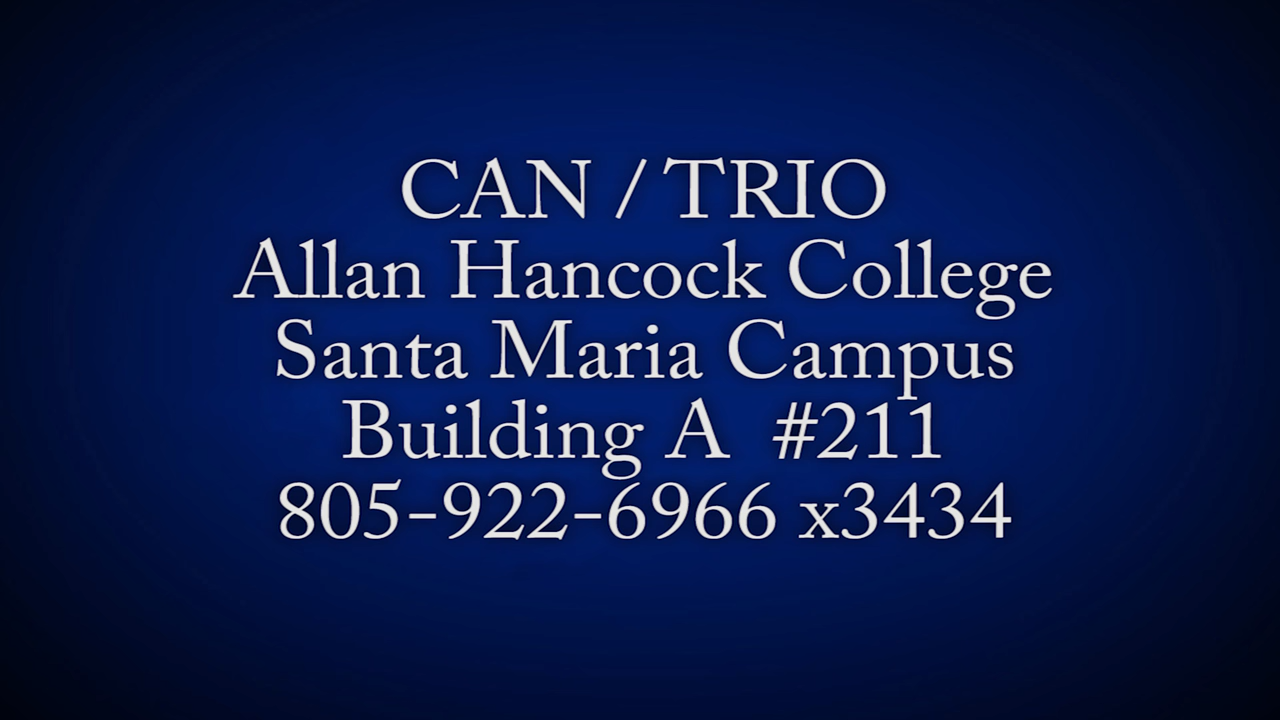 CAN / TRIO
Allan Hancock College
Santa Maria Campus
Building A  #211
805-922-6966 x3434